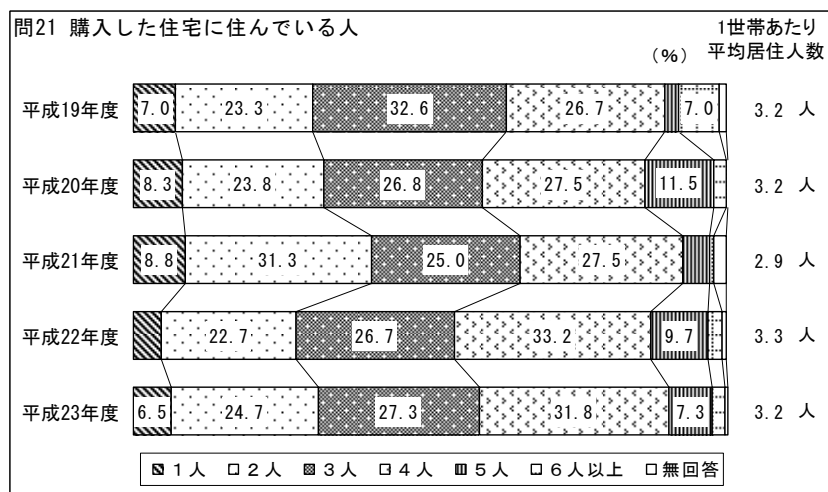 問21 購入した住宅に住んでいる人
1世帯あたり
(%) 平均居住人数
平成19年度 7.0 23.3 32.6 26.7 7.0 3.2 人
平成20年度 8.3 23.8 26.8 27.5 11.5 3.2 人
平成21年度 8.8 31.3 25.0 27.5 2.9 人
平成22年度 22.7 26.7 33.2 9.7 3.3 人
平成23年度 6.5 24.7 27.3 31.8 7.3 3.2 人
1人 2人 3人 4人 5人 6人以上 無回答